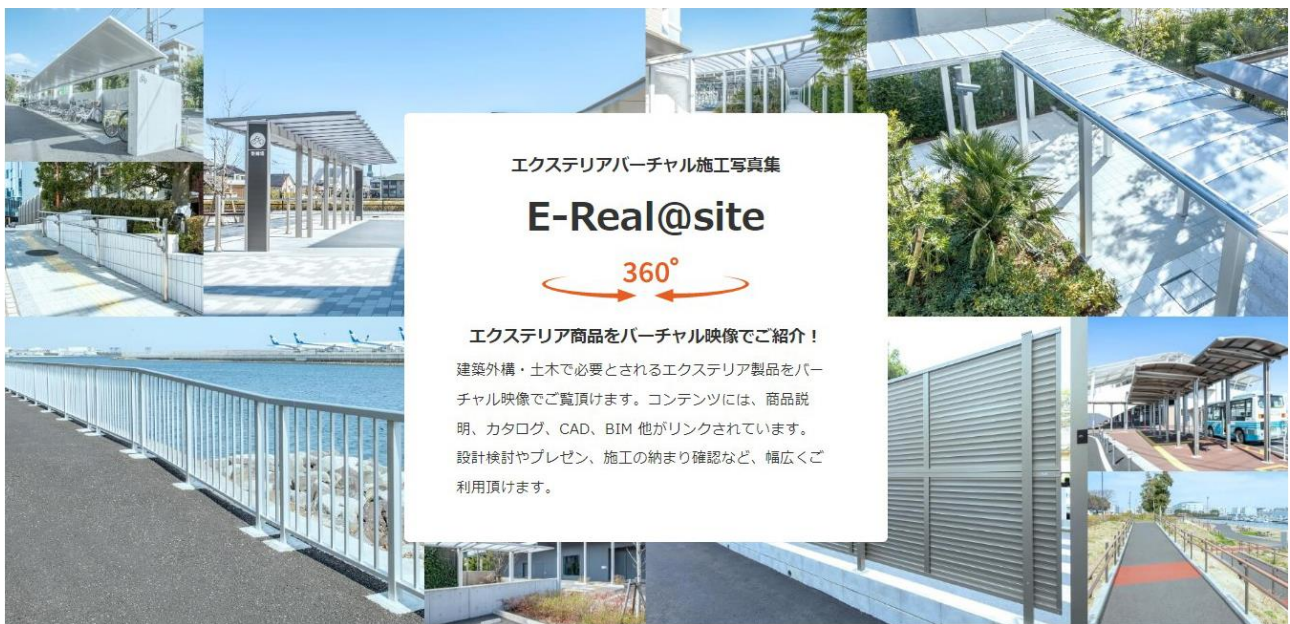 エクステリアバーチャル施工写真集
E-Real@site
360°
エクステリア商品をバーチャル映像でご紹介！
建築外構・土木で必要とされるエクステリア製品をバー
チャル映像でご覧頂けます。コンテンツには、商品説
明、カタログ、CAD、BIM 他がリンクされています。
設計検討やプレゼン、施工の納まり確認など、幅広くご
利用頂けます。